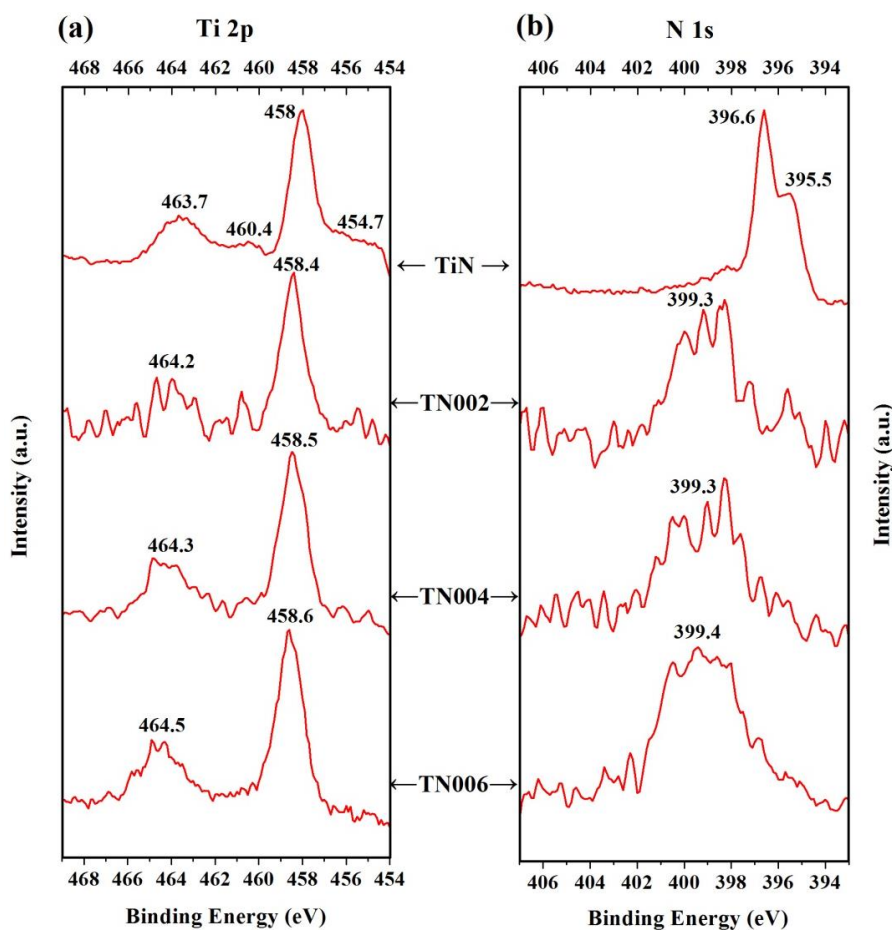 (a) Ti 2p
468 466 464 462 460 458 456 454
458
463.7
460.4
454.7
458.4
464.2
458.5
464.3
458.6
464.5
468 466 464 462 460 458 456 454
Binding Energy (eV)
Intensity (a.u.)
← TiN →
←TN002→
←TN004→
←TN006→
(b) N 1s
406 404 402 400 398 396 394
396.6
395.5
399.3
399.3
399.4
406 404 402 400 398 396 394
Binding Energy (eV)
Intensity (a.u.)